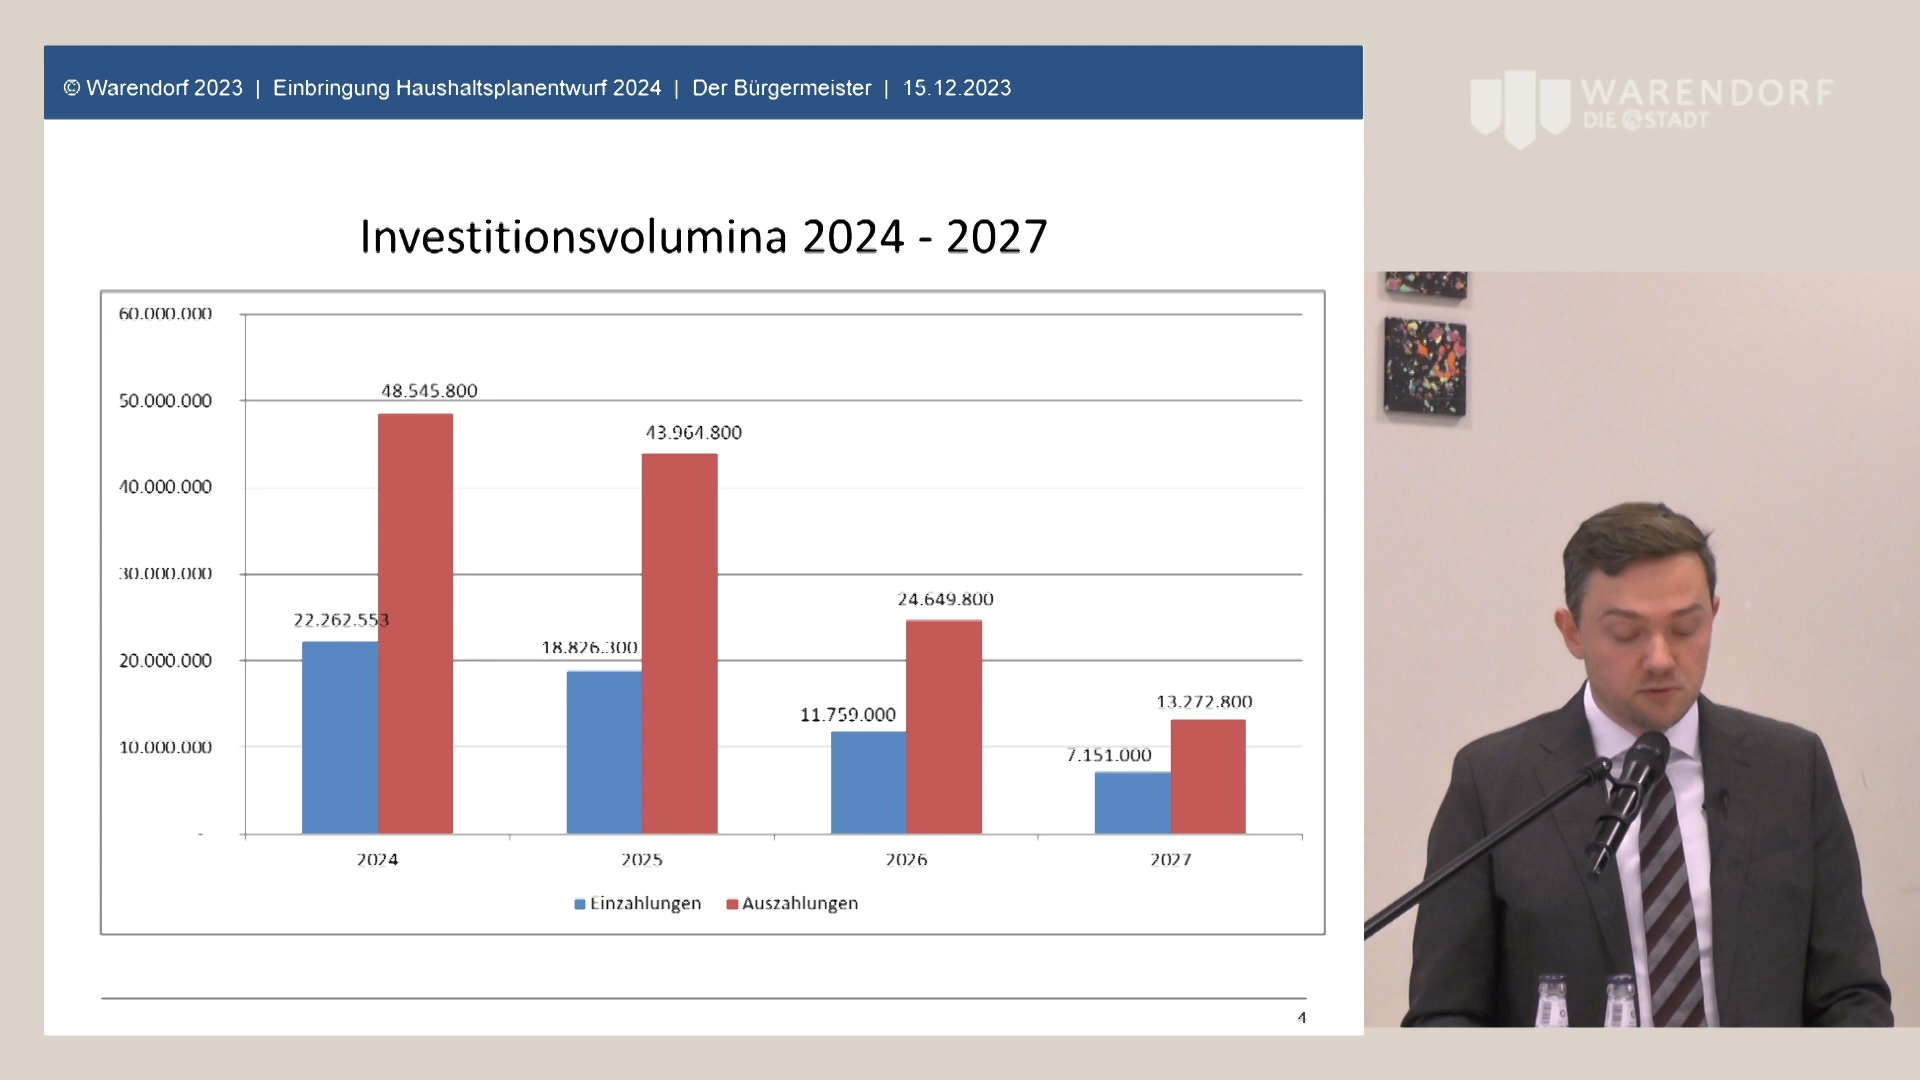 © Warendorf 2023 | Einbringung Haushaltsplanentwurf 2024 | Der Bürgermeister | 15.12.2023
WARENDORF
DIE STADT
Investitionsvolumina 2024 - 2027
60.000.000
50.000.000
40.000.000
30.000.000
20.000.000
10.000.000
-
48.545.800
43.964.800
24.649.800
22.262.553
18.826.300
13.272.800
11.759.000
7.151.000
2024 2025 2026 2027
Einzahlungen Auszahlungen
4